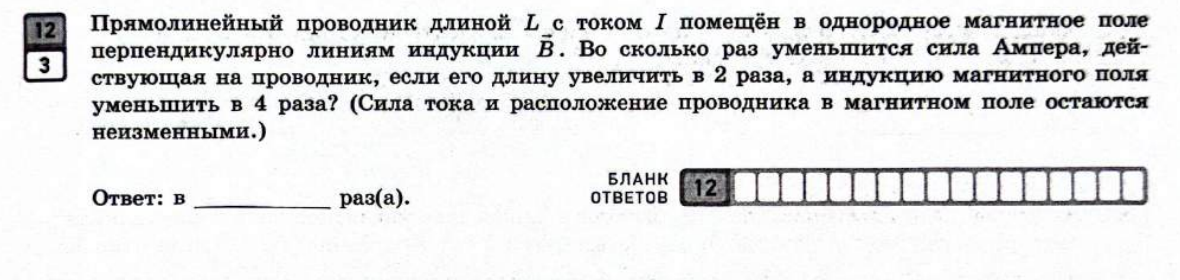 12
3
Прямолинейный проводник длиной L с током I помещён в однородное магнитное поле
перпендикулярно линиям индукции B⃗. Во сколько раз уменьшится сила Ампера, дей-
ствующая на проводник, если его длину увеличить в 2 раза, а индукцию магнитного поля
уменьшить в 4 раза? (Сила тока и расположение проводника в магнитном поле остаются
неизменными.)
Ответ: в ____________ раз(а).
БЛАНК
ОТВЕТОВ
12